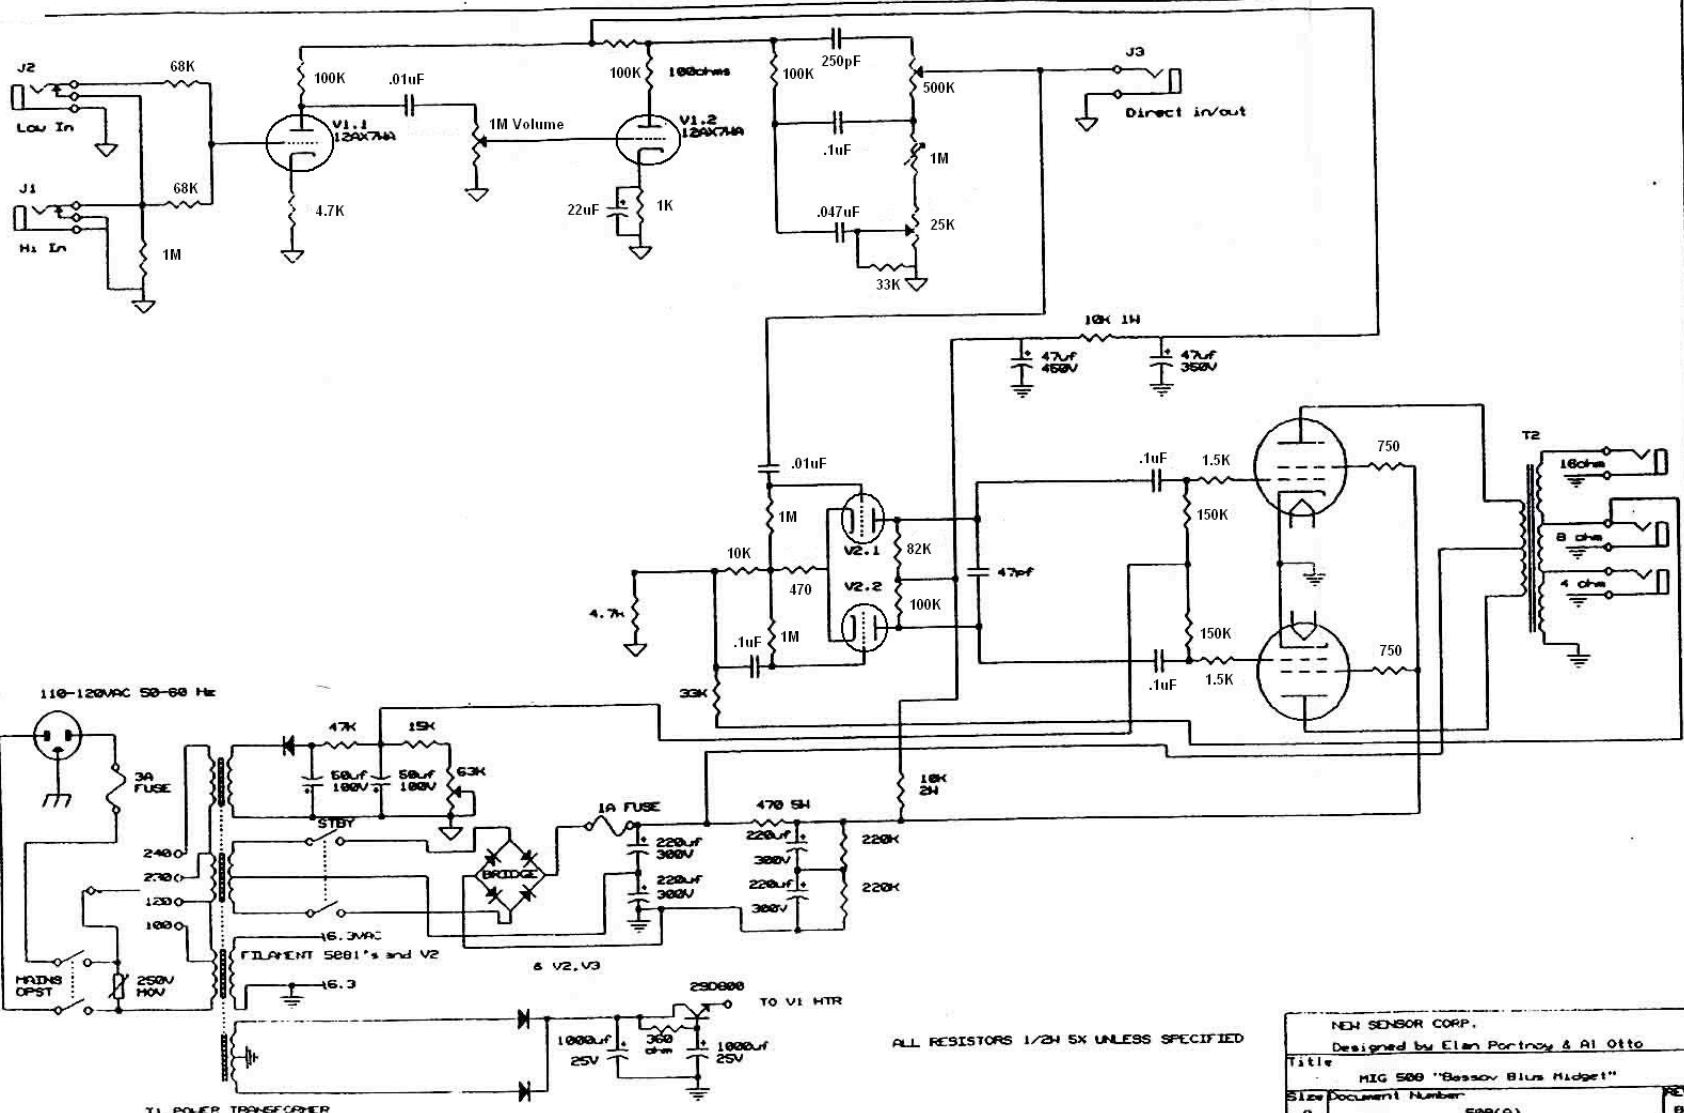 J2
68K
Low In
J1
68K
Hi In
1M
100K
.01uF
V1.1
12AX7WA
4.7K
1M Volume
100K
100ohms
V1.2
12AX7WA
22uF
1K
100K
250pF
500K
.1uF
1M
.047uF
25K
33K
J3
Direct in/out
10K 1W
47uf
450V
47uf
350V
.01uF
1M
10K
470
4.7K
1M
.1uF
33K
V2.1
V2.2
82K
100K
47pf
.1uF
1.5K
150K
750
150K
1.5K
.1uF
750
T2
16ohm
8 ohm
4 ohm
110-120VAC 50-60 Hz
3A
FUSE
240
230
120
100
MAINS
DPST
250V
MOV
47K
15K
50uf
100V
50uf
100V
63K
STBY
BRIDGE
1A FUSE
220uf
300V
220uf
300V
470 5W
220uf
300V
220uf
300V
10K
2W
220K
220K
6.3VAC
FILAMENT 5881's and V2
& V2,V3
6.3
1000uf
25V
360
ohm
2SD800
1000uf
25V
TO V1 HTR
T1 POWER TRANSFORMER
ALL RESISTORS 1/2W 5% UNLESS SPECIFIED
NEW SENSOR CORP.
Designed by Elan Portnoy & Al Otto
Title
MIG 50B "Bassov Blus Midget"
Size Document Number
REV